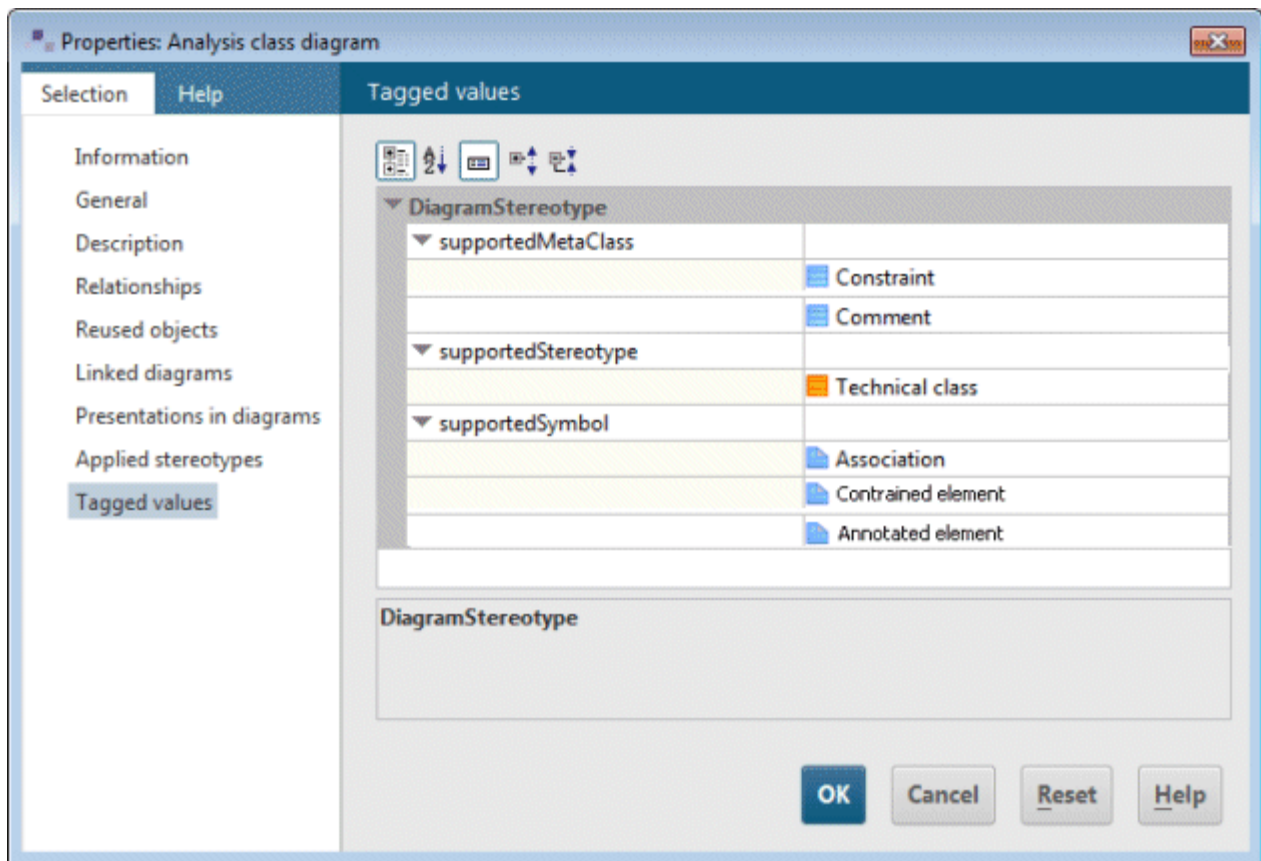 Properties: Analysis class diagram
Selection Help
Tagged values
Information
General
Description
Relationships
Reused objects
Linked diagrams
Presentations in diagrams
Applied stereotypes
Tagged values
DiagramStereotype
supportedMetaClass
Constraint
Comment
supportedStereotype
Technical class
supportedSymbol
Association
Contrained element
Annotated element
DiagramStereotype
OK Cancel Reset Help